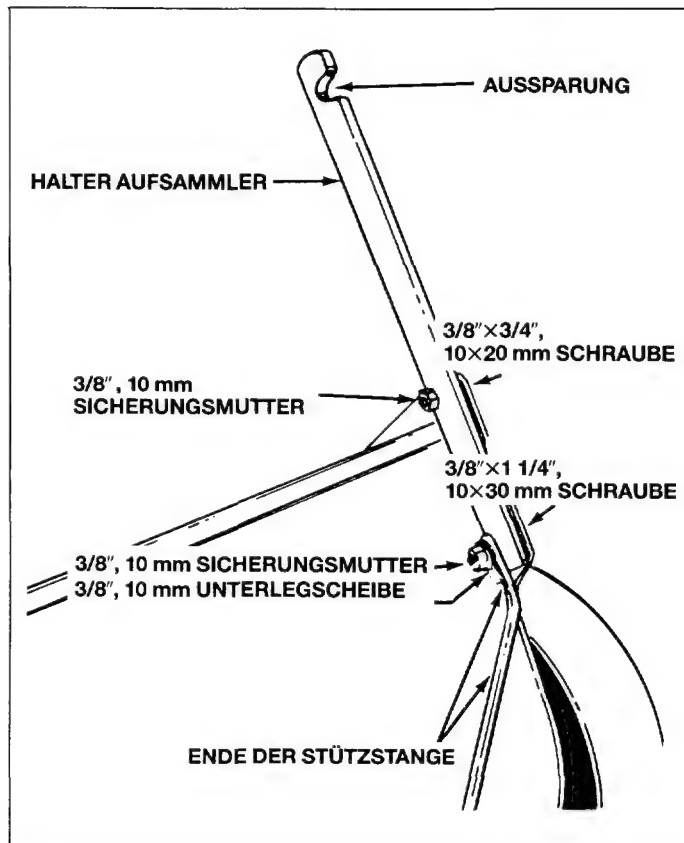 AUSSPARUNG
HALTER AUFSAMMLER
3/8″×3/4″,
10×20 mm SCHRAUBE
3/8″, 10 mm
SICHERUNGSMUTTER
3/8″×1 1/4″,
10×30 mm SCHRAUBE
3/8″, 10 mm SICHERUNGSMUTTER
3/8″, 10 mm UNTERLEGSCHEIBE
ENDE DER STÜTZSTANGE